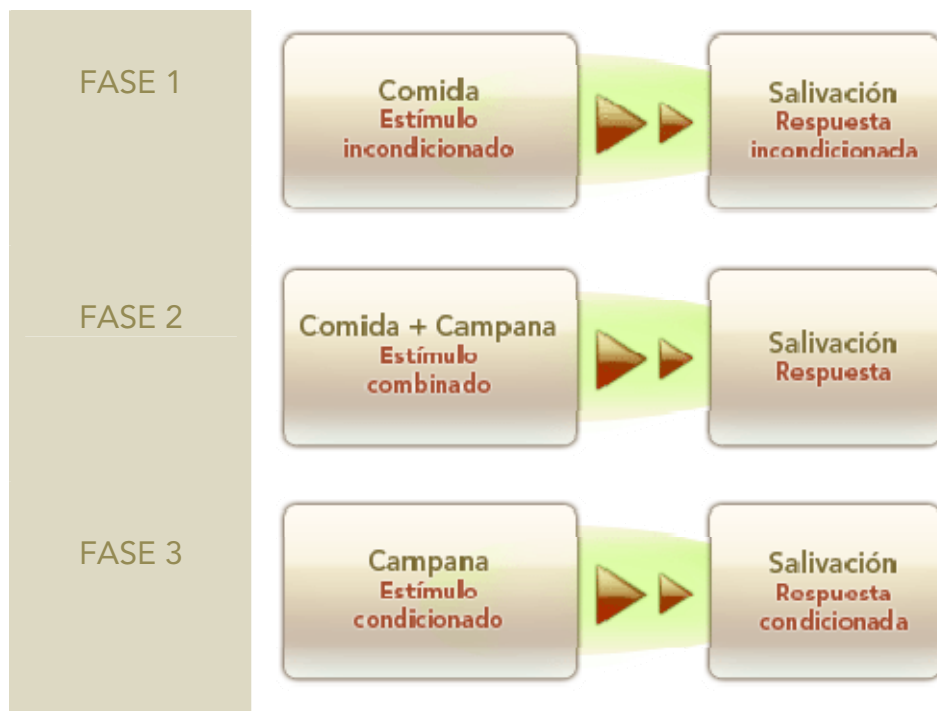 FASE 1
Comida
Estímulo
incondicionado
Salivación
Respuesta
incondicionada
FASE 2
Comida + Campana
Estímulo
combinado
Salivación
Respuesta
FASE 3
Campana
Estímulo
condicionado
Salivación
Respuesta
condicionada